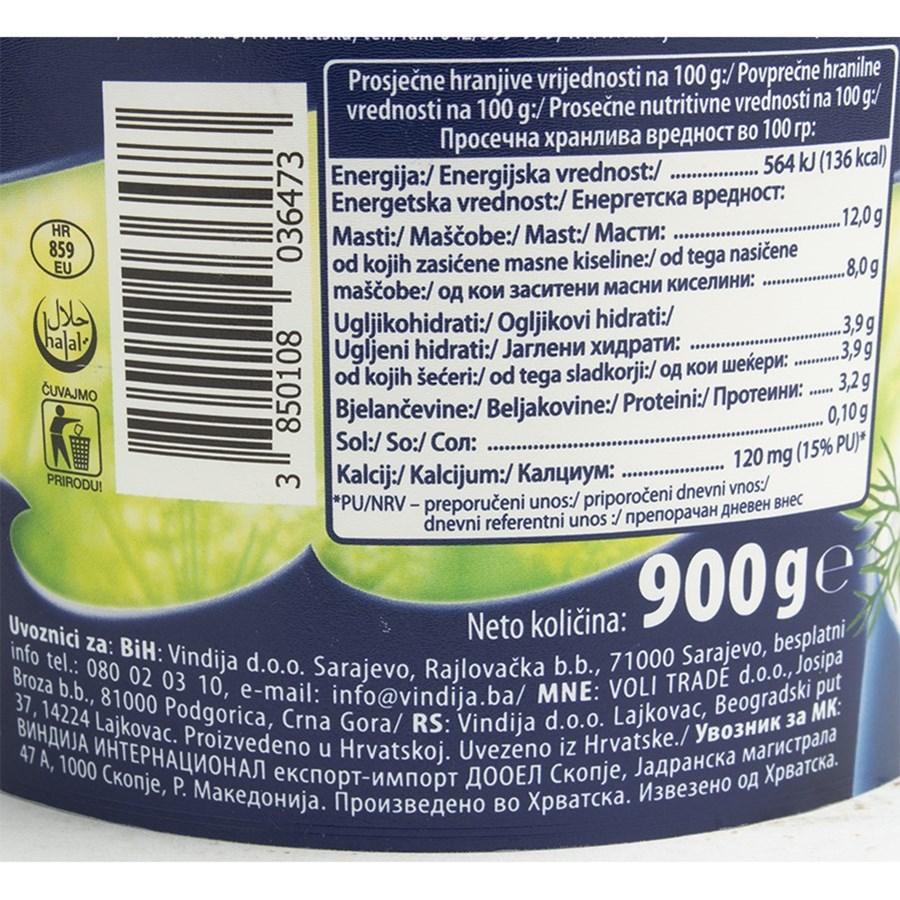 Prosječne hranjive vrijednosti na 100 g:/ Povprečne hranilne
vrednosti na 100 g:/ Prosečne nutritivne vrednosti na 100 g:/
Просечна хранлива вредност во 100 гр:
Energija:/ Energijska vrednost:/ ............... 564 kJ (136 kcal)
Energetska vrednost:/ Енергетска вредност:
Masti:/ Maščobe:/ Mast:/ Масти: ..............................12,0 g
od kojih zasićene masne kiseline:/ od tega nasičene
maščobe:/ од кои заситени масни киселини: ...............8,0 g
Ugljikohidrati:/ Ogljikovi hidrati:/
Ugljeni hidrati:/ Јаглени хидрати: ...........................3,9 g
od kojih šećeri:/ od tega sladkorji:/ од кои шеќери: ..........3,9 g
Bjelančevine:/ Beljakovine:/ Proteini:/ Протеини: ..... 3,2 g
Sol:/ So:/ Сол: ............................................................ 0,10 g
Kalcij:/ Kalcijum:/ Калциум: .................. 120 mg (15% PU)*
*PU/NRV – preporučeni unos:/ priporočeni dnevni vnos:/
dnevni referentni unos :/ препорачан дневен внес
HR
859
EU
حلال
halal
ČUVAJMO
PRIRODU!
3 850108 036473
Neto količina: 900 g e
Uvoznici za: BiH: Vindija d.o.o. Sarajevo, Rajlovačka b.b., 71000 Sarajevo, besplatni
info tel.: 080 02 03 10, e-mail: info@vindija.ba/ MNE: VOLI TRADE d.o.o., Josipa
Broza b.b., 81000 Podgorica, Crna Gora/ RS: Vindija d.o.o. Lajkovac, Beogradski put
37, 14224 Lajkovac. Proizvedeno u Hrvatskoj. Uvezeno iz Hrvatske./ Увозник за МК:
ВИНДИЈА ИНТЕРНАЦИОНАЛ експорт-импорт ДООЕЛ Скопје, Јадранска магистрала
47 А, 1000 Скопје, Р. Македонија. Произведено во Хрватска. Извезено од Хрватска.